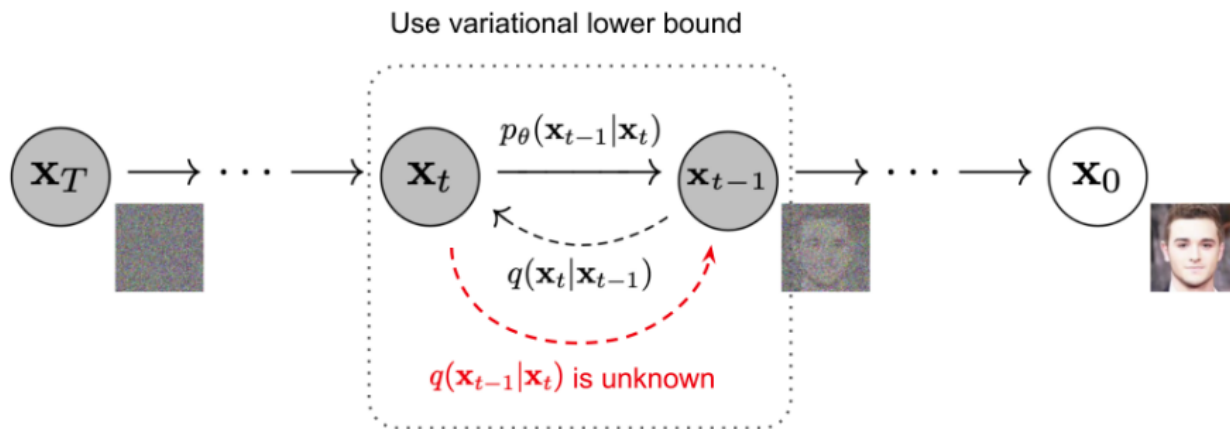 Use variational lower bound
x_T → ··· → x_t p_θ(x_{t−1}|x_t) x_{t−1} → ··· → x_0
q(x_t|x_{t−1})
q(x_{t−1}|x_t) is unknown